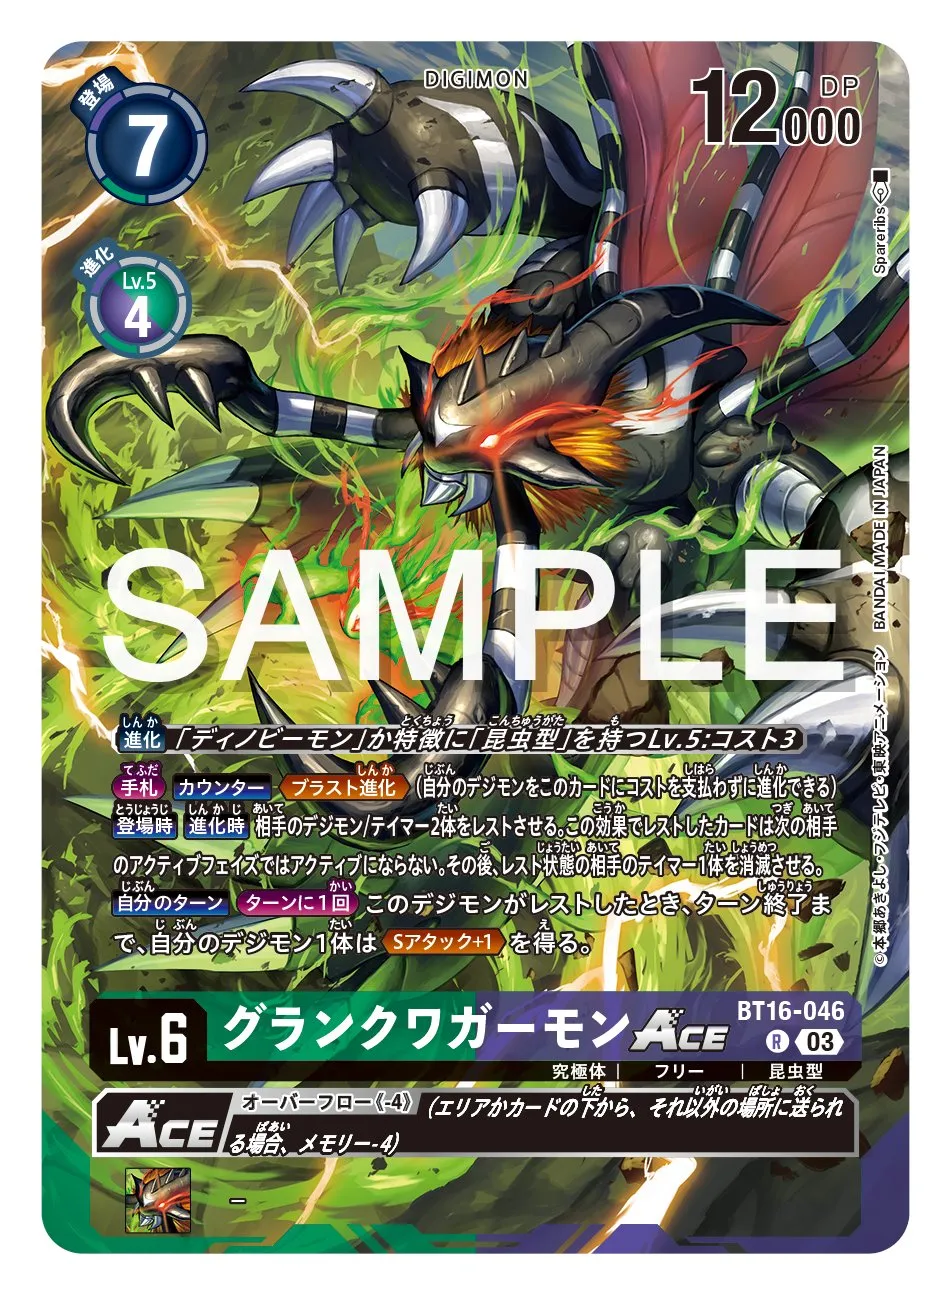 DIGIMON
登場
7
12000
DP
進化
Lv.5
4
Spareribs
SAMPLE
BANDAI MADE IN JAPAN
©本郷あきよし・フジテレビ・東映アニメーション
進化 「ディノビーモン」か特徴に「昆虫型」を持つLv.5:コスト3
手札 カウンター ブラスト進化 (自分のデジモンをこのカードにコストを支払わずに進化できる)
登場時 進化時 相手のデジモン/テイマー2体をレストさせる。この効果でレストしたカードは次の相手
のアクティブフェイズではアクティブにならない。その後、レスト状態の相手のテイマー1体を消滅させる。
自分のターン ターンに1回 このデジモンがレストしたとき、ターン終了ま
で、自分のデジモン1体は Sアタック+1 を得る。
Lv.6 グランクワガーモン ACE
BT16-046
R 03
究極体 | フリー | 昆虫型
ACE オーバーフロー《-4》 (エリアかカードの下から、それ以外の場所に送られ
る場合、メモリー-4)
-